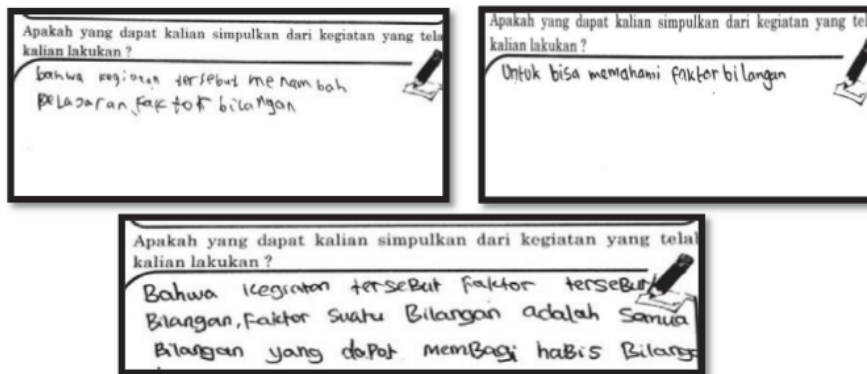 Apakah yang dapat kalian simpulkan dari kegiatan yang tela
kalian lakukan ?
bahwa kegiatan tersebut menambah
pelajaran faktor bilangan
Apakah yang dapat kalian simpulkan dari kegiatan yang tel
kalian lakukan ?
Untuk bisa memahami faktor bilangan
Apakah yang dapat kalian simpulkan dari kegiatan yang telah
kalian lakukan ?
Bahwa kegiatan terseBut Faktor terseBut
Bilangan, Faktor Suatu Bilangan adalah Semua
Bilangan yang dapat memBagi haBis Bilanga